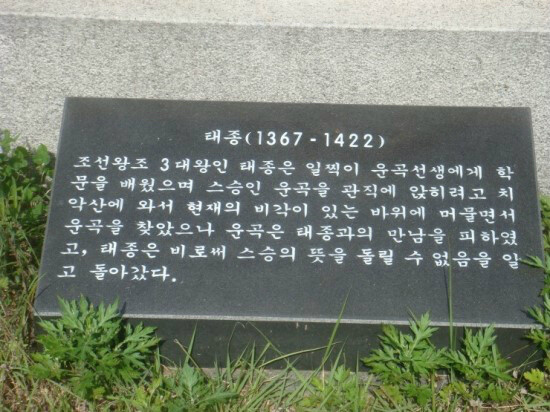 태종(1367-1422)
조선왕조 3대왕인 태종은 일찍이 운곡선생에게 학
문을 배웠으며 스승인 운곡을 관직에 앉히려고 치
악산에 와서 현재의 비각이 있는 바위에 머물면서
운곡을 찾았으나 운곡은 태종과의 만남을 피하였
고, 태종은 비로써 스승의 뜻을 돌릴 수 없음을 알
고 돌아갔다.